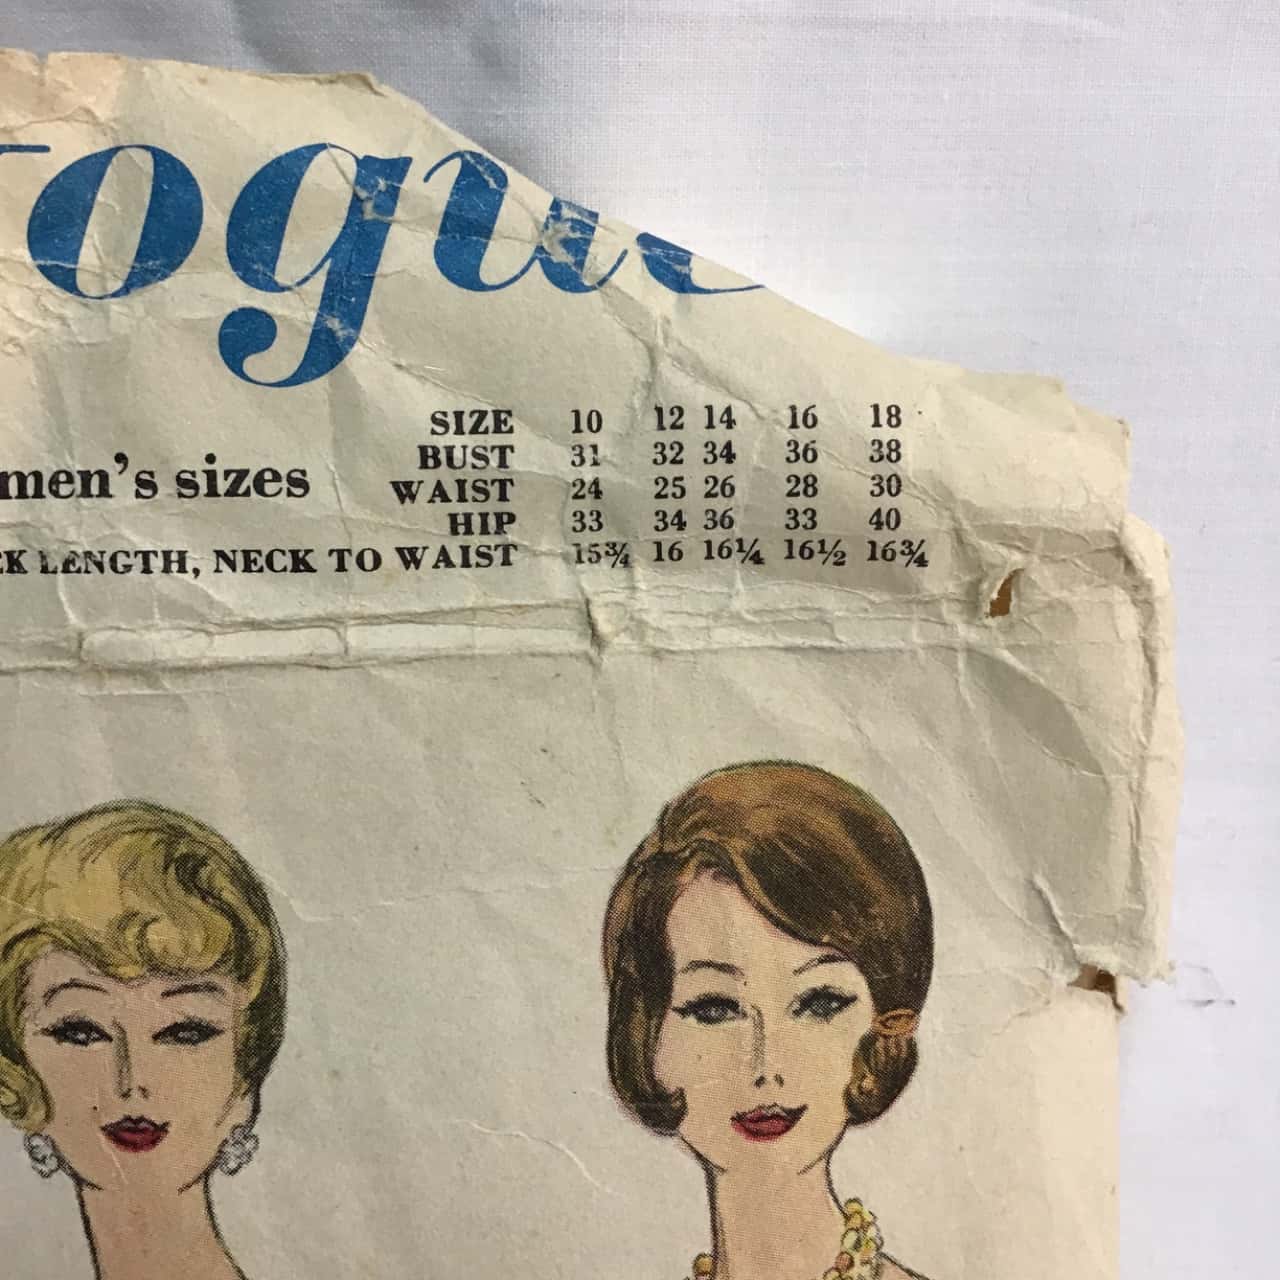 Vogue
SIZE 10 12 14 16 18
BUST 31 32 34 36 38
men's sizes
WAIST 24 25 26 28 30
HIP 33 34 36 33 40
CK LENGTH, NECK TO WAIST 15¾ 16 16¼ 16½ 16¾